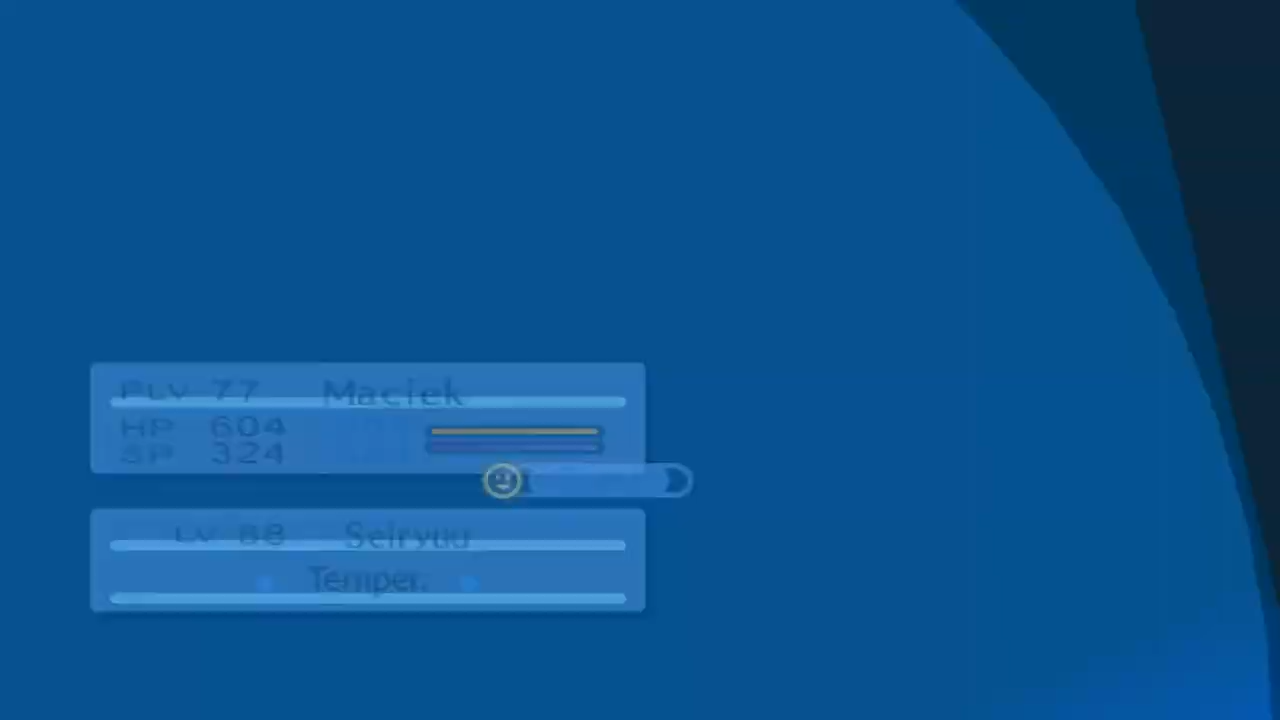 PLV 77 Maciek
HP 604
SP 324
LV 88 Seiryuu
Temper.